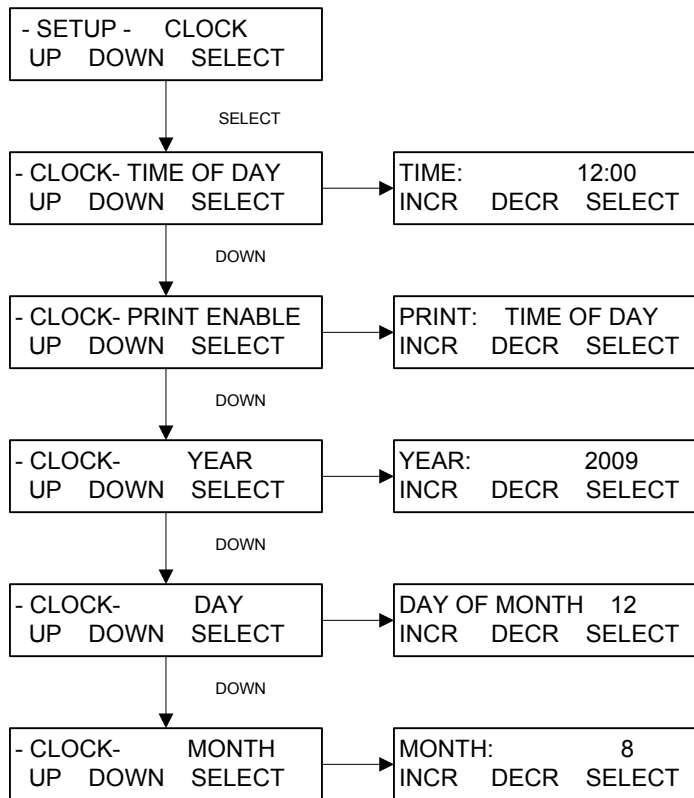 - SETUP - CLOCK
UP DOWN SELECT
SELECT
- CLOCK- TIME OF DAY
UP DOWN SELECT
TIME: 12:00
INCR DECR SELECT
DOWN
- CLOCK- PRINT ENABLE
UP DOWN SELECT
PRINT: TIME OF DAY
INCR DECR SELECT
DOWN
- CLOCK- YEAR
UP DOWN SELECT
YEAR: 2009
INCR DECR SELECT
DOWN
- CLOCK- DAY
UP DOWN SELECT
DAY OF MONTH 12
INCR DECR SELECT
DOWN
- CLOCK- MONTH
UP DOWN SELECT
MONTH: 8
INCR DECR SELECT